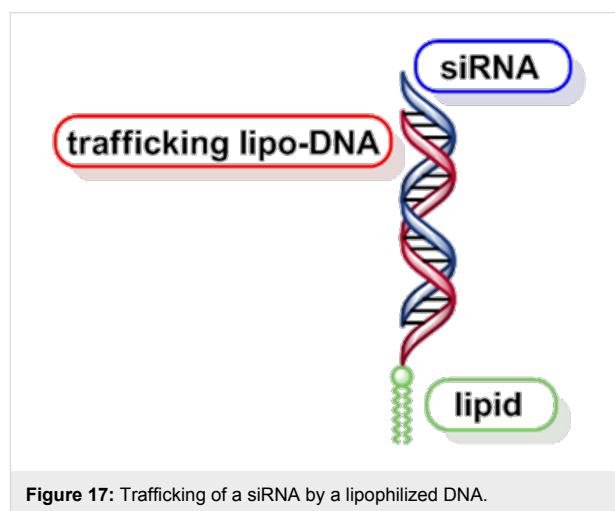 siRNA
trafficking lipo-DNA
lipid
Figure 17: Trafficking of a siRNA by a lipophilized DNA.